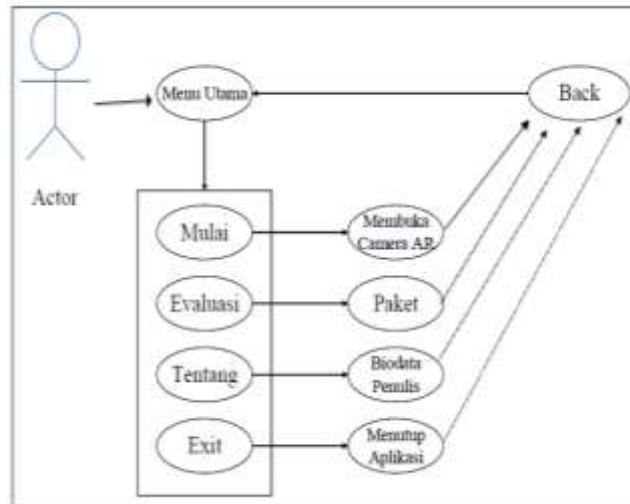 Menu Utama
Back
Actor
Mulai
Membuka
Camera AR
Evaluasi
Paket
Tentang
Biodata
Penulis
Exit
Menutup
Aplikasi